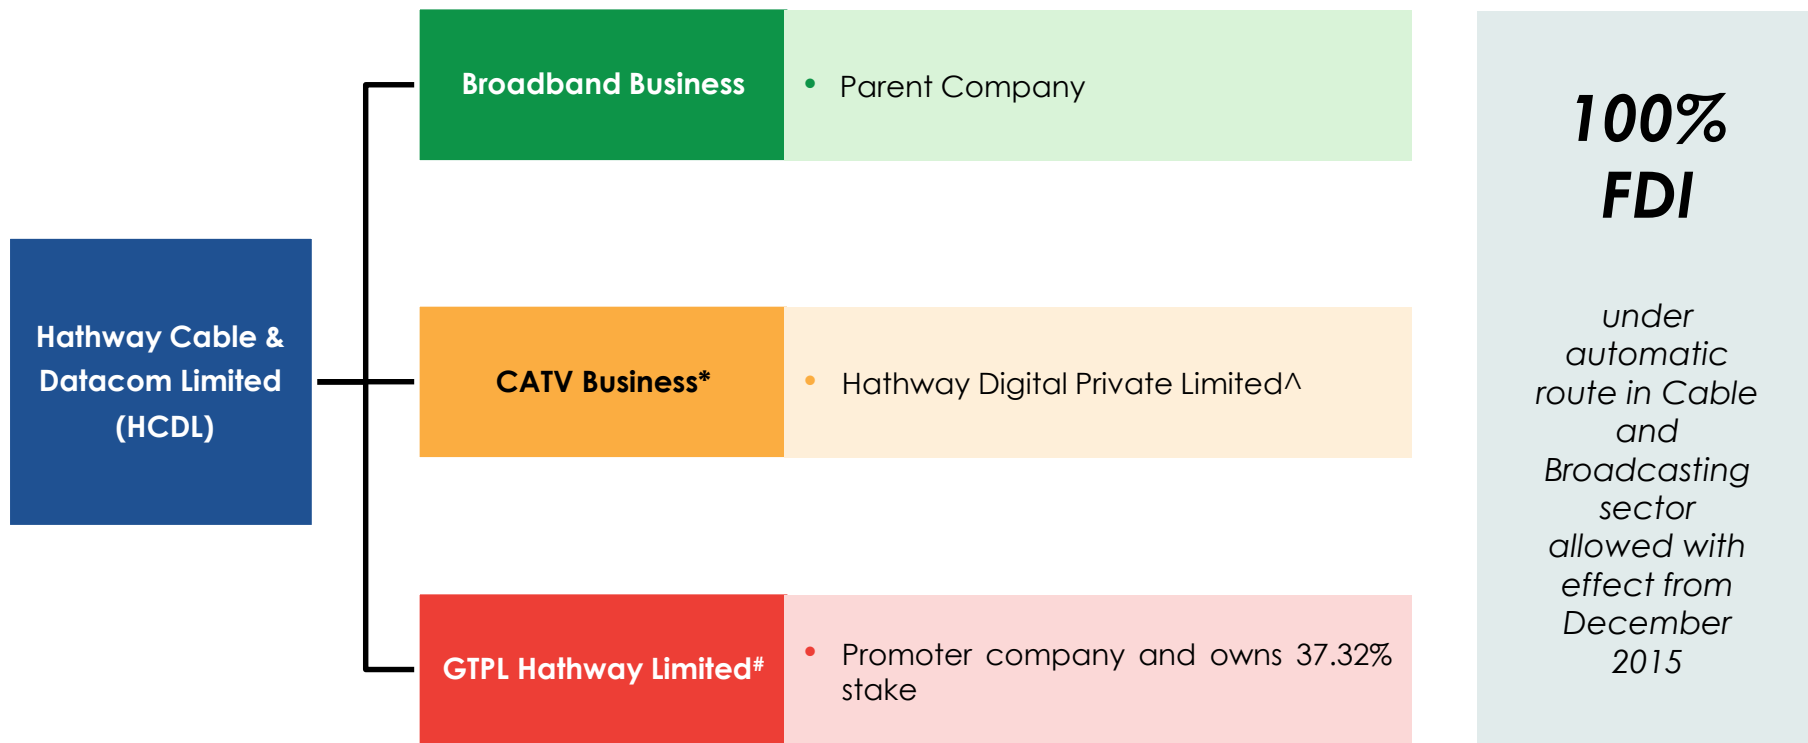 Hathway Cable &
Datacom Limited
(HCDL)
Broadband Business
• Parent Company
CATV Business*
• Hathway Digital Private Limited^
GTPL Hathway Limited#
• Promoter company and owns 37.32%
stake
100%
FDI
under
automatic
route in Cable
and
Broadcasting
sector
allowed with
effect from
December
2015